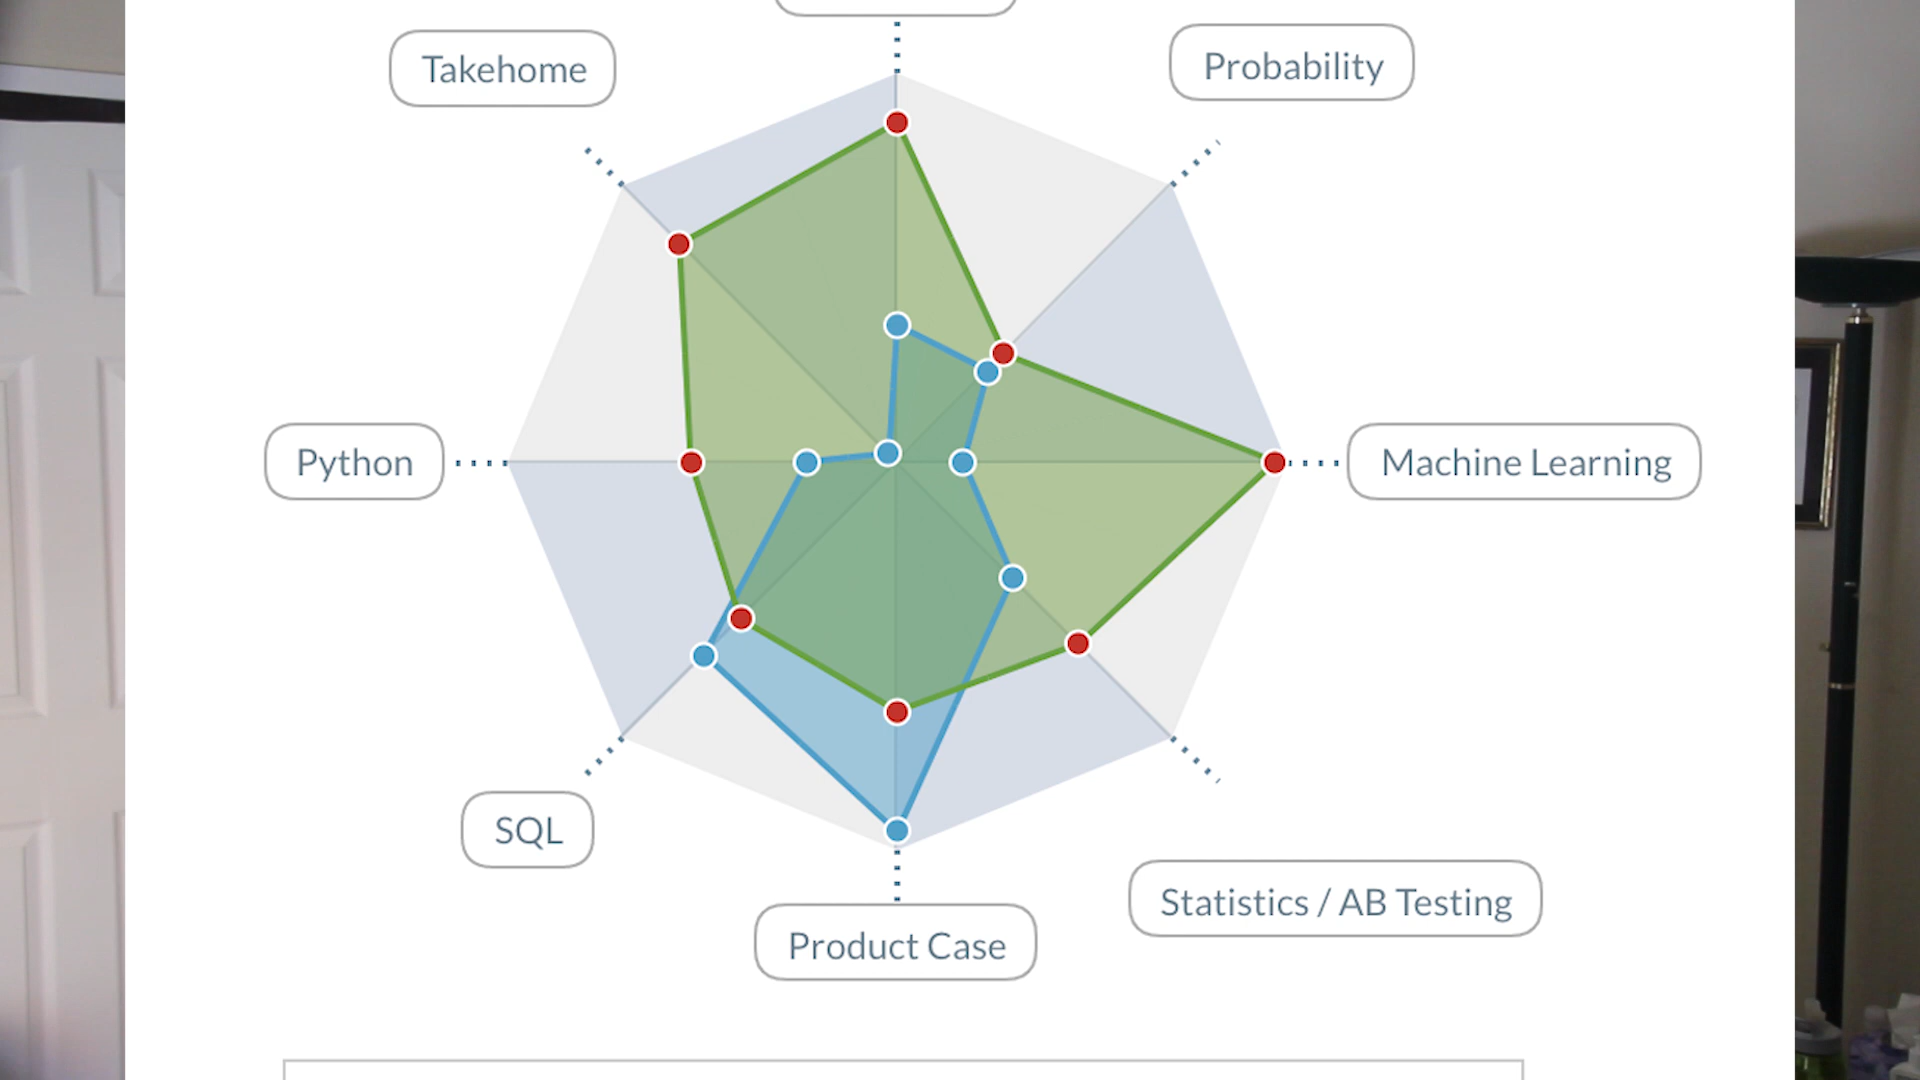 Takehome
Probability
Python
Machine Learning
SQL
Statistics / AB Testing
Product Case